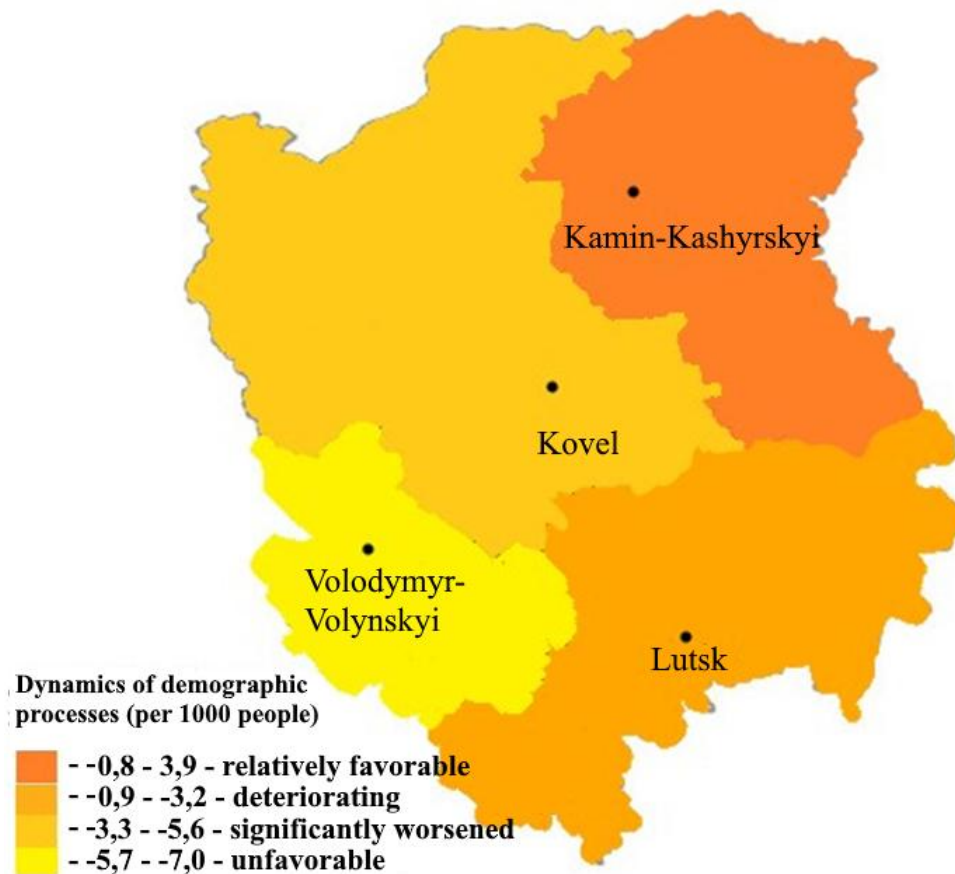 Kamin-Kashyrskyi
Kovel
Volodymyr-
Volynskyi
Lutsk
Dynamics of demographic
processes (per 1000 people)
- -0,8 - 3,9 - relatively favorable
- -0,9 - -3,2 - deteriorating
- -3,3 - -5,6 - significantly worsened
- -5,7 - -7,0 - unfavorable